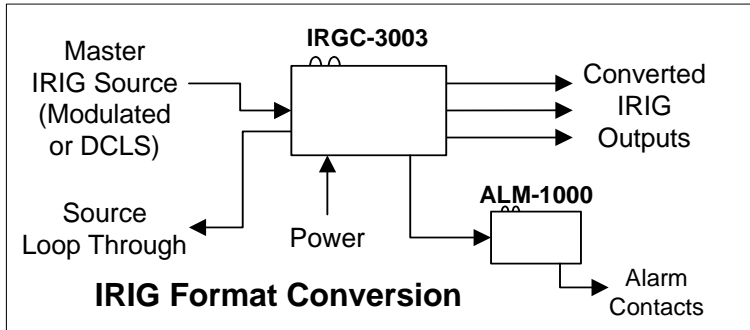 IRGC-3003
Master
IRIG Source
(Modulated
or DCLS)
Converted
IRIG
Outputs
Source
Loop Through
Power
ALM-1000
Alarm
Contacts
IRIG Format Conversion